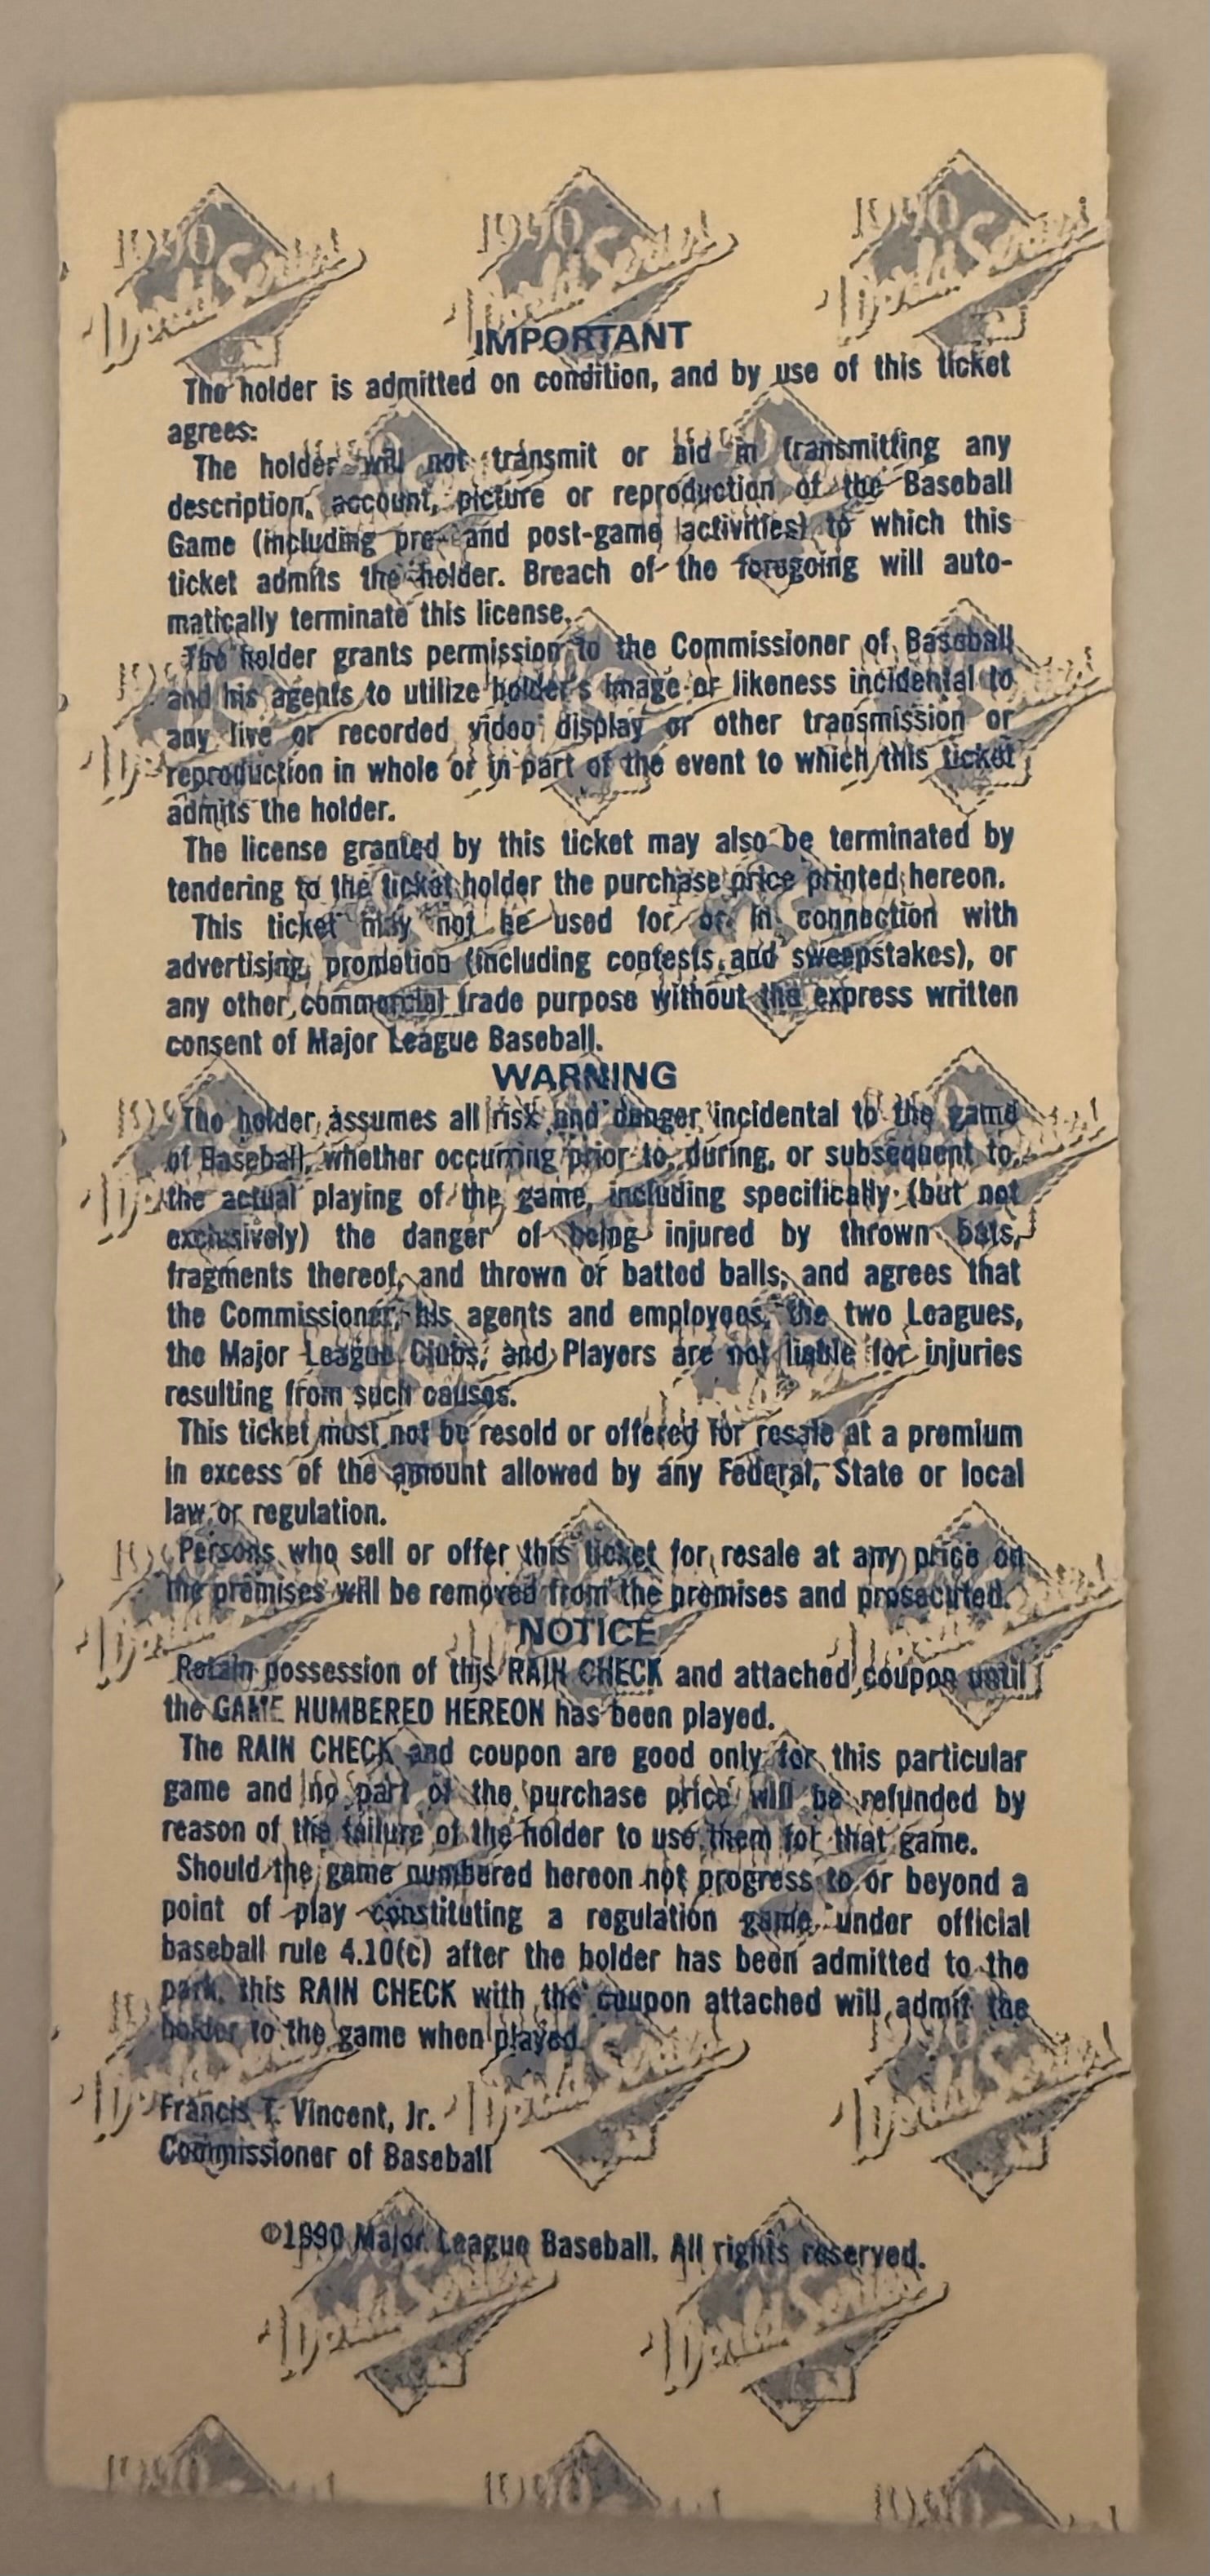 1990 World Series
1990 World Series
1990 World Series
IMPORTANT
The holder is admitted on condition, and by use of this ticket
agrees:
The holder will not transmit or aid in transmitting any
description, account, picture or reproduction of the Baseball
Game (including pre- and post-game activities) to which this
ticket admits the holder. Breach of the foregoing will auto-
matically terminate this license.
The holder grants permission to the Commissioner of Baseball
and his agents to utilize holder's image or likeness incidental to
any live or recorded video display or other transmission or
reproduction in whole or in part of the event to which this ticket
admits the holder.
The license granted by this ticket may also be terminated by
tendering to the ticket holder the purchase price printed hereon.
This ticket may not be used for or in connection with
advertising, promotion (including contests and sweepstakes), or
any other commercial trade purpose without the express written
consent of Major League Baseball.
WARNING
The holder assumes all risk and danger incidental to the game
of Baseball, whether occurring prior to, during, or subsequent to,
the actual playing of the game, including specifically (but not
exclusively) the danger of being injured by thrown bats,
fragments thereof, and thrown or batted balls, and agrees that
the Commissioner, his agents and employees, the two Leagues,
the Major League Clubs, and Players are not liable for injuries
resulting from such causes.
This ticket must not be resold or offered for resale at a premium
in excess of the amount allowed by any Federal, State or local
law or regulation.
Persons who sell or offer this ticket for resale at any price on
the premises will be removed from the premises and prosecuted.
NOTICE
Retain possession of this RAIN CHECK and attached coupon until
the GAME NUMBERED HEREON has been played.
The RAIN CHECK and coupon are good only for this particular
game and no part of the purchase price will be refunded by
reason of the failure of the holder to use them for that game.
Should the game numbered hereon not progress to or beyond a
point of play constituting a regulation game under official
baseball rule 4.10(c) after the holder has been admitted to the
park, this RAIN CHECK with the coupon attached will admit the
holder to the game when played.
Francis T. Vincent, Jr.
Commissioner of Baseball
©1990 Major League Baseball. All rights reserved.
World Series
World Series
1990
1990
1990